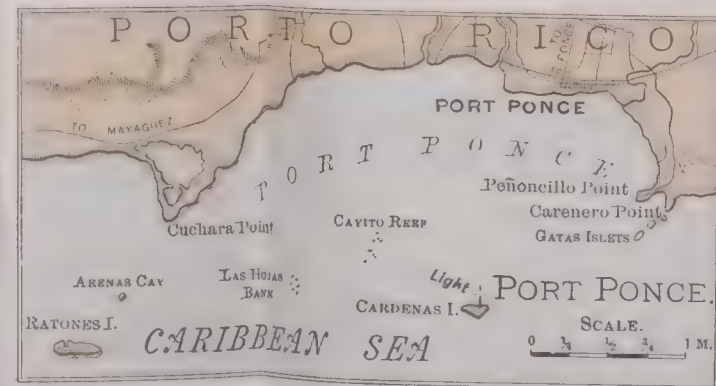 PORTO RICO
TO PONCE
TO MAYAGUEZ
PORT PONCE
PORT PONCE
Peñoncillo Point
Carenero Point
Cuchara Point
CAYITO REEF
GATAS ISLETS
ARENAS CAY
LAS HOJAS
BANK
Light
PORT PONCE.
CARDENAS I.
RATONES I.
CARIBBEAN SEA
SCALE.
0 ¼ ½ ¾ 1 M.